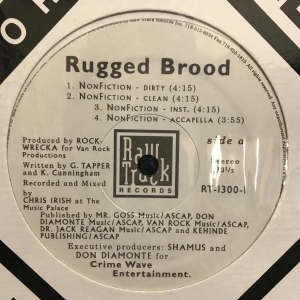 Rugged Brood
1. NonFiction - dirty (4:15)
2. NonFiction - clean (4:15)
3. NonFiction - inst. (4:15)
4. NonFiction - accapella (3:55)
Produced by ROCK-
WRECKA for Van Rock
Productions
Written by G. TAPPER
and K. Cunningham
Recorded and Mixed
by
CHRIS IRISH at The
Music Palace
Raw
Track
RECORDS
side a
Stereo
33 1/3
RT-1300-1
Published by MR. GOSS Music/ASCAP, DON
DIAMONTE Music/ASCAP, VAN ROCK Music/ASCAP,
DR. JACK REAGAN Music/ASCAP and KEHINDE
PUBLISHING/ASCAP
Executive producers: SHAMUS and
DON DIAMONTE for
Crime Wave
Entertainment.